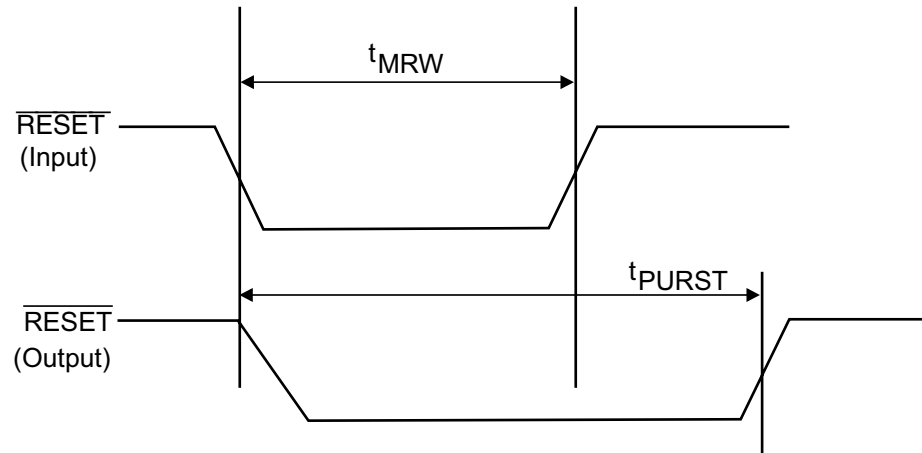 tMRW
RESET
(Input)
tPURST
RESET
(Output)